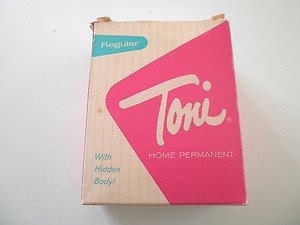 Regular
Toni®
HOME PERMANENT
With
Hidden
Body!